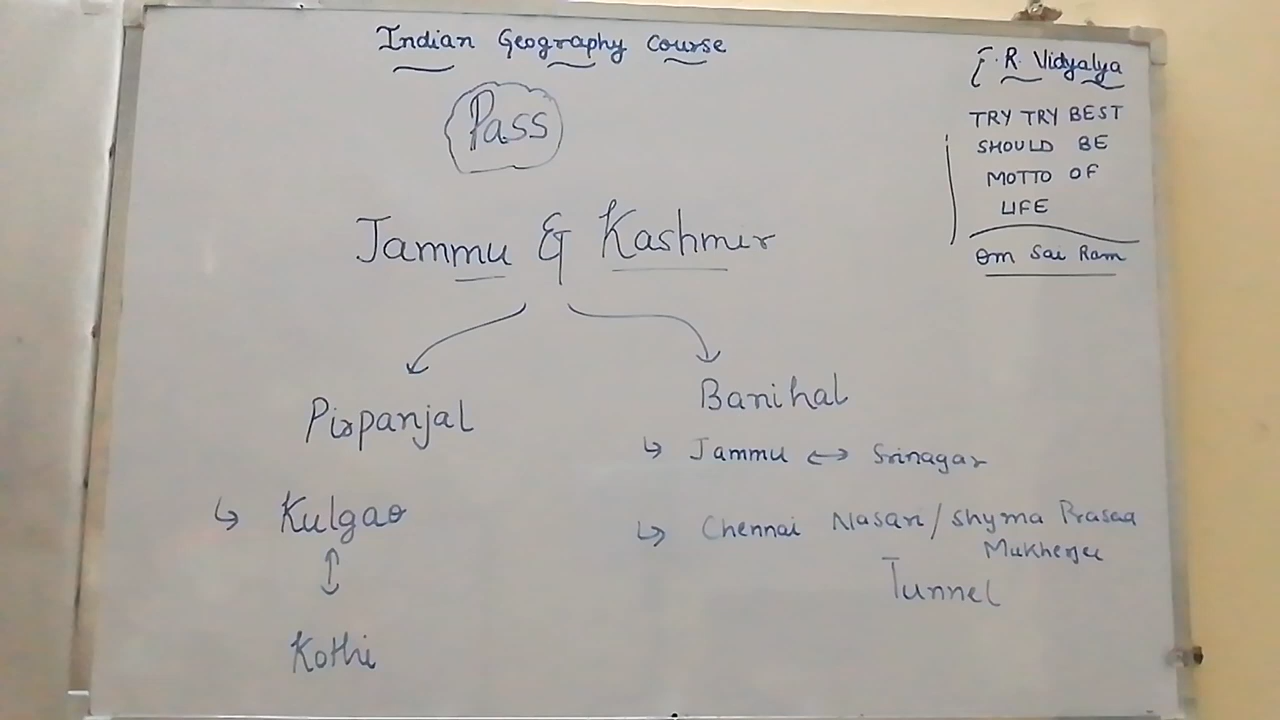 Indian Geography Course
R. Vidyalya
TRY TRY BEST
SHOULD BE
MOTTO OF
LIFE
Om Sai Ram
Pass
Jammu & Kashmir
Pirpanjal
Kulgao
Kothi
Banihal
Jammu ↔ Srinagar
Chennai Nasari / Shyma Prasaa
Mukherjee
Tunnel